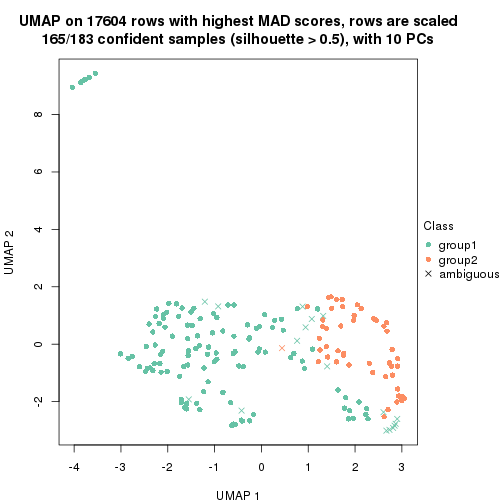 UMAP on 17604 rows with highest MAD scores, rows are scaled
165/183 confident samples (silhouette > 0.5), with 10 PCs
8
6
4
2
0
-2
UMAP 2
-4
-3
-2
-1
0
1
2
3
UMAP 1
Class
group1
group2
ambiguous